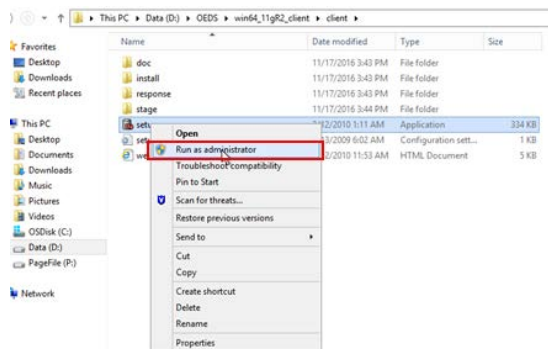 This PC ▸ Data (D:) ▸ OEDS ▸ win64_11gR2_client ▸ client ▸
Name Date modified Type Size
Favorites
Desktop
Downloads
Recent places
This PC
Desktop
Documents
Downloads
Music
Pictures
Videos
OSDisk (C:)
Data (D:)
PageFile (P:)
Network
doc 11/17/2016 3:43 PM File folder
install 11/17/2016 3:43 PM File folder
response 11/17/2016 3:43 PM File folder
stage 11/17/2016 3:44 PM File folder
2/2010 1:11 AM Application 334 KB
3/2009 6:02 AM Configuration sett... 1 KB
2/2010 11:53 AM HTML Document 5 KB
Open
Run as administrator
Troubleshoot compatibility
Pin to Start
Scan for threats...
Restore previous versions
Send to
Cut
Copy
Create shortcut
Delete
Rename
Properties